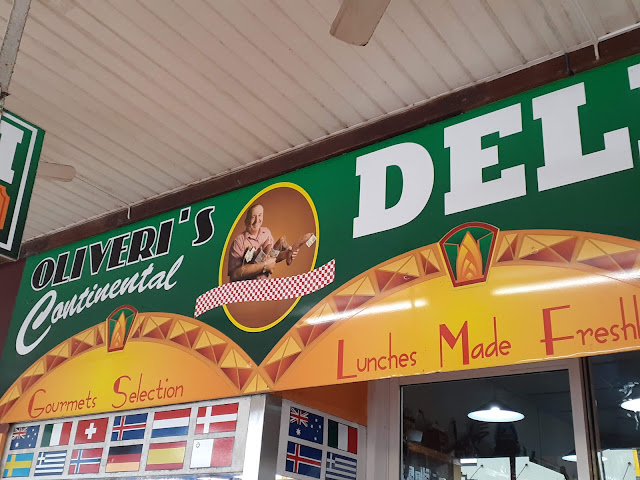 OLIVERI'S
Continental
DELI
Gourmets Selection
Lunches Made Freshl